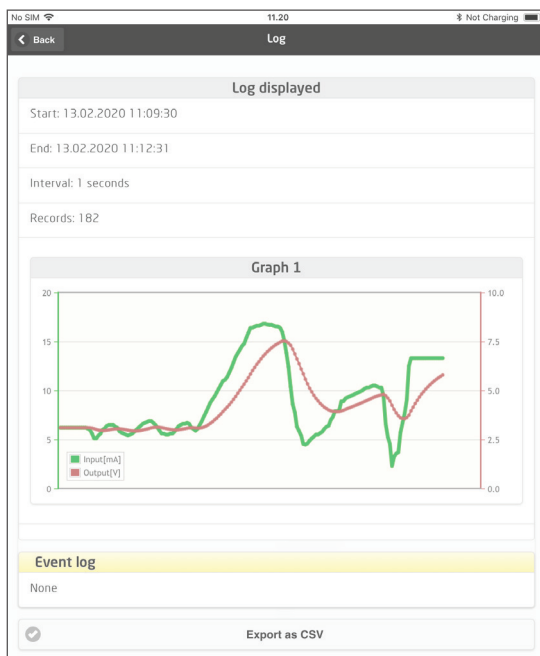 No SIM 11.20 Not Charging
Back Log
Log displayed
Start: 13.02.2020 11:09:30
End: 13.02.2020 11:12:31
Interval: 1 seconds
Records: 182
Graph 1
20 10.0
15 7.5
10 5.0
5 2.5
Input[mA]
Output[V]
0 0.0
Event log
None
Export as CSV